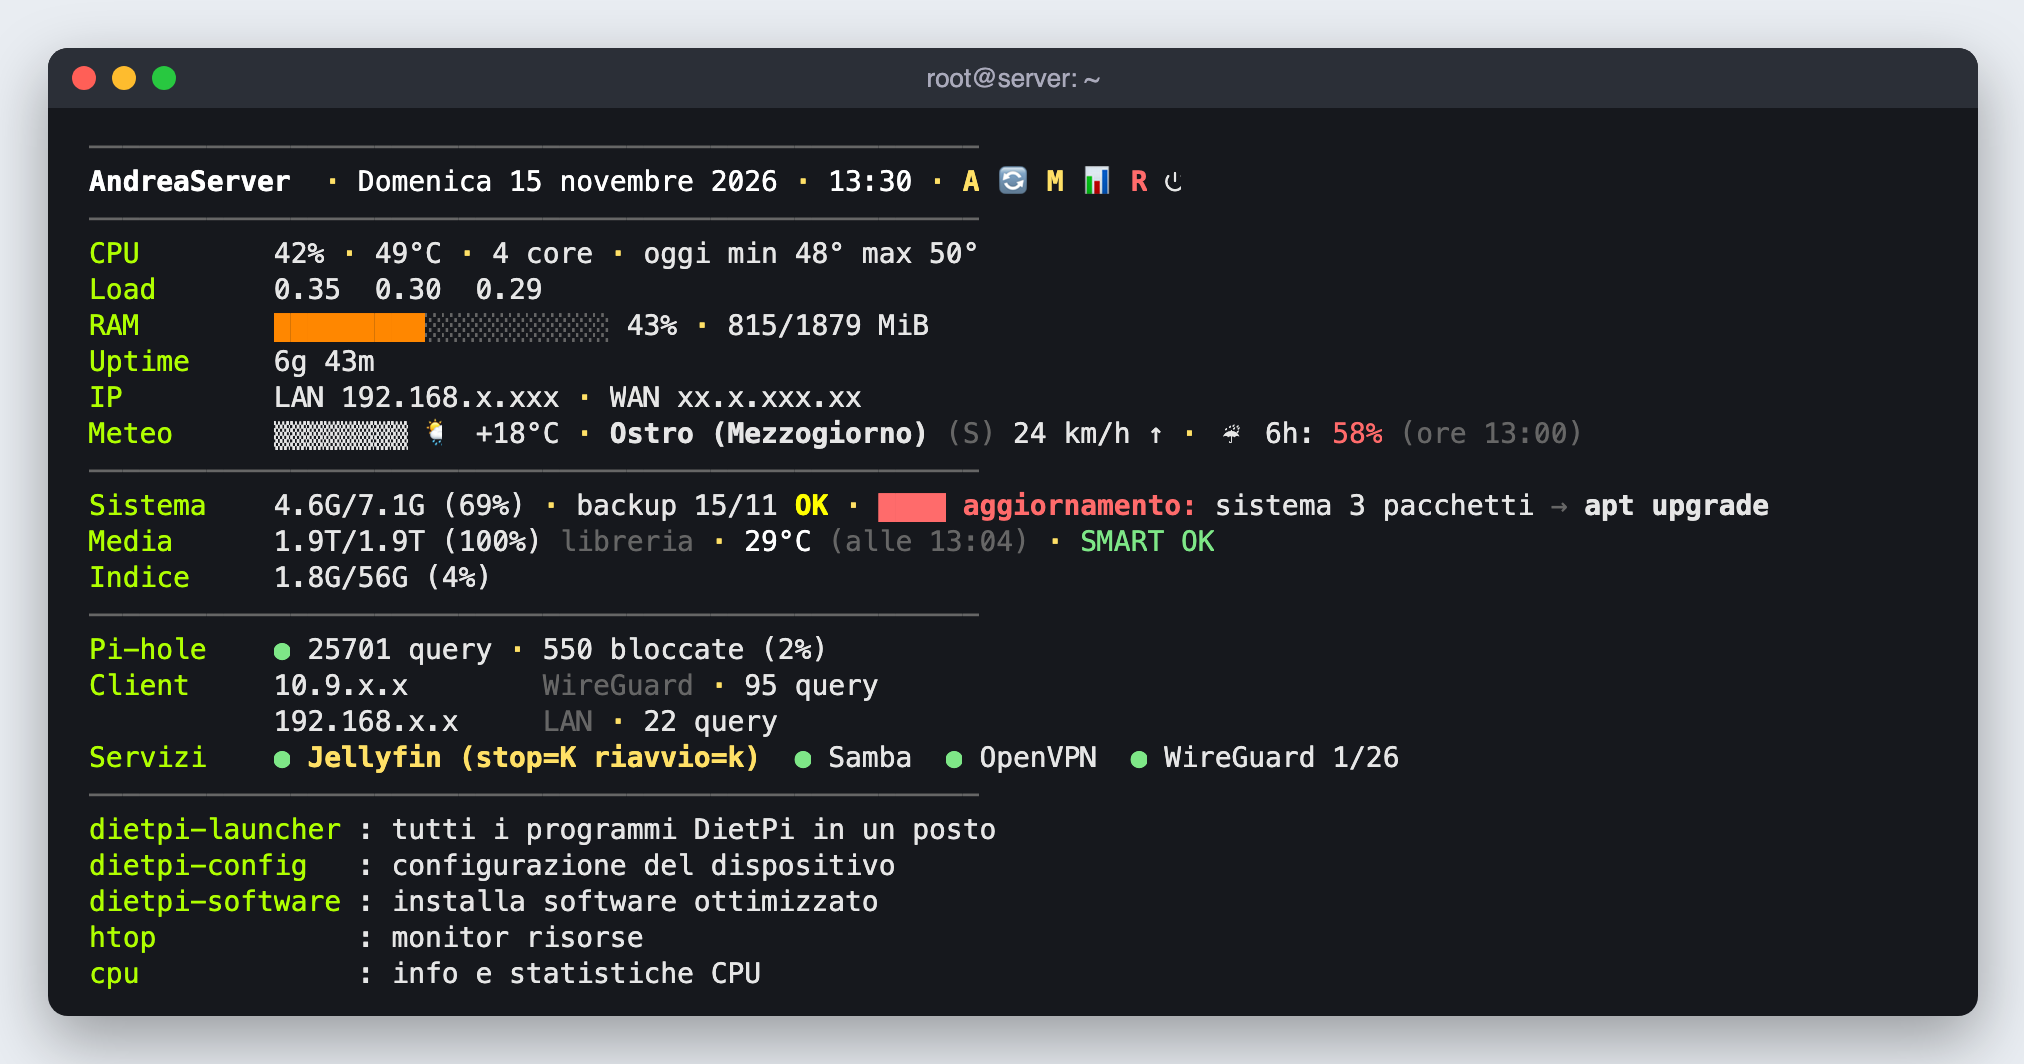 root@server: ~
AndreaServer · Domenica 15 novembre 2026 · 13:30 · A 🔄 M 📊 R ⏻
CPU 42% · 49°C · 4 core · oggi min 48° max 50°
Load 0.35 0.30 0.29
RAM 43% · 815/1879 MiB
Uptime 6g 43m
IP LAN 192.168.x.xxx · WAN xx.x.xxx.xx
Meteo 🌦 +18°C · Ostro (Mezzogiorno) (S) 24 km/h ↑ · ☔ 6h: 58% (ore 13:00)
Sistema 4.6G/7.1G (69%) · backup 15/11 OK · aggiornamento: sistema 3 pacchetti → apt upgrade
Media 1.9T/1.9T (100%) libreria · 29°C (alle 13:04) · SMART OK
Indice 1.8G/56G (4%)
Pi-hole ● 25701 query · 550 bloccate (2%)
Client 10.9.x.x WireGuard · 95 query
192.168.x.x LAN · 22 query
Servizi ● Jellyfin (stop=K riavvio=k) ● Samba ● OpenVPN ● WireGuard 1/26
dietpi-launcher : tutti i programmi DietPi in un posto
dietpi-config : configurazione del dispositivo
dietpi-software : installa software ottimizzato
htop : monitor risorse
cpu : info e statistiche CPU